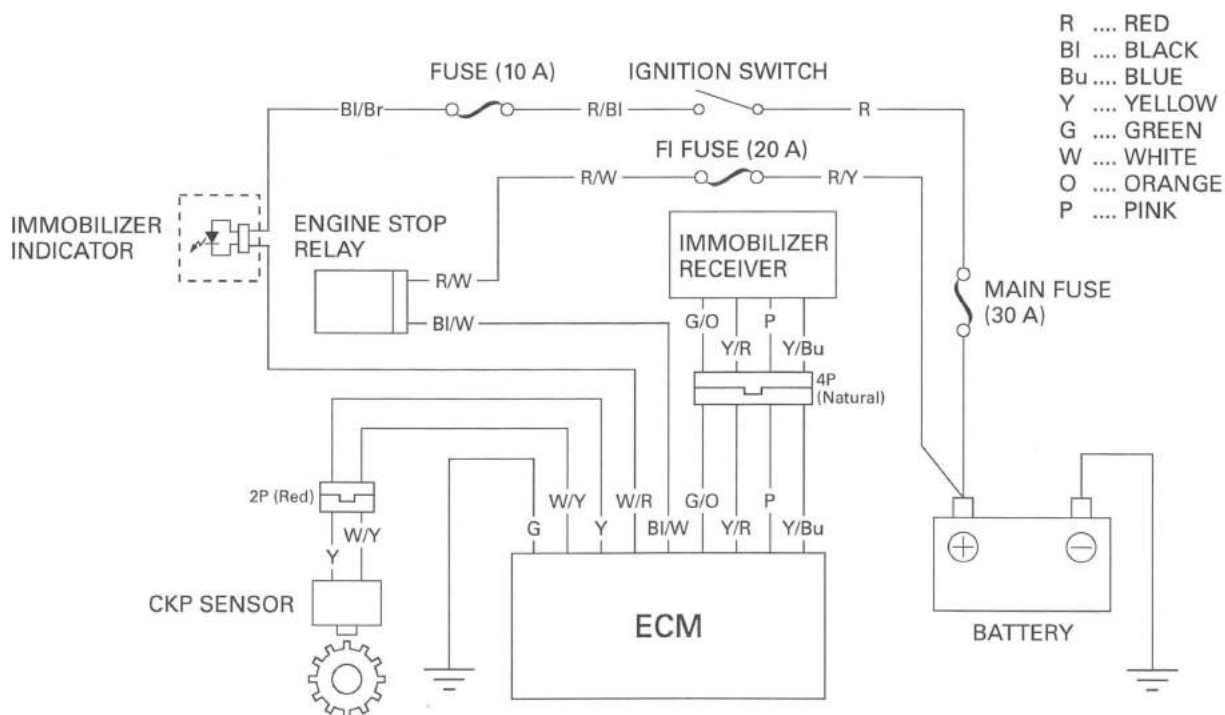 R .... RED
Bl .... BLACK
Bu .... BLUE
Y .... YELLOW
G .... GREEN
W .... WHITE
O .... ORANGE
P .... PINK
FUSE (10 A)
IGNITION SWITCH
Bl/Br
R/Bl
R
FI FUSE (20 A)
R/W
R/Y
IMMOBILIZER
INDICATOR
ENGINE STOP
RELAY
R/W
Bl/W
IMMOBILIZER
RECEIVER
G/O
P
Y/R
Y/Bu
4P
(Natural)
MAIN FUSE
(30 A)
2P (Red)
Y
W/Y
CKP SENSOR
G
W/Y
Y
W/R
Bl/W
G/O
Y/R
P
Y/Bu
ECM
+
−
BATTERY